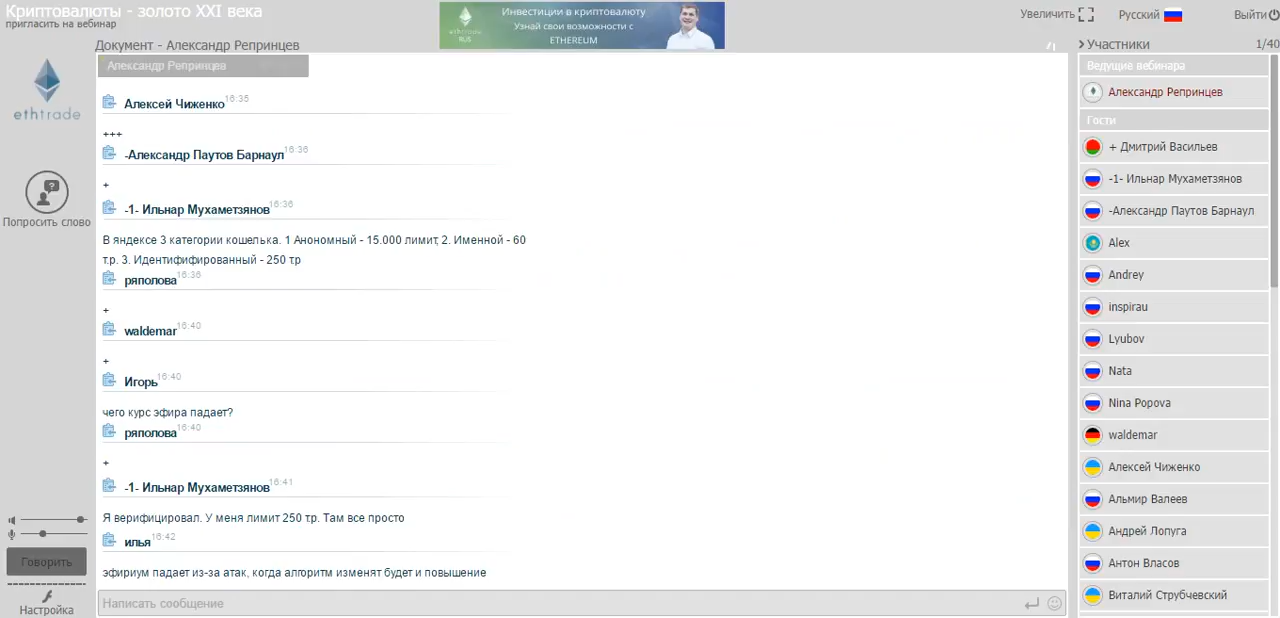 Криптовалюты - золото XXI века
пригласить на вебинар
Инвестиции в криптовалюту
Узнай свои возможности с
ETHEREUM
RUS
Увеличить
Русский
Выйти
Документ - Александр Репринцев
Участники 1/40
Александр Репринцев
ethtrade
Попросить слово
Алексей Чиженко 16:35
+++
-Александр Паутов Барнаул 16:36
+
-1- Ильнар Мухаметзянов 16:36
В яндексе 3 категории кошелька. 1 Анономный - 15.000 лимит, 2. Именной - 60
т.р. 3. Идентифифированный - 250 тр
ряполова 16:36
+
waldemar 16:40
+
Игорь 16:40
чего курс эфира падает?
ряполова 16:40
+
-1- Ильнар Мухаметзянов 16:41
Я верифицировал. У меня лимит 250 т.р. Там все просто
илья 16:42
эфириум падает из-за атак, когда алгоритм изменят будет и повышение
Написать сообщение
Говорить
Настройка
Ведущие вебинара
Александр Репринцев
Гости
+ Дмитрий Васильев
-1- Ильнар Мухаметзянов
-Александр Паутов Барнаул
Alex
Andrey
inspirau
Lyubov
Nata
Nina Popova
waldemar
Алексей Чиженко
Альмир Валеев
Андрей Лопуга
Антон Власов
Виталий Струбчевский